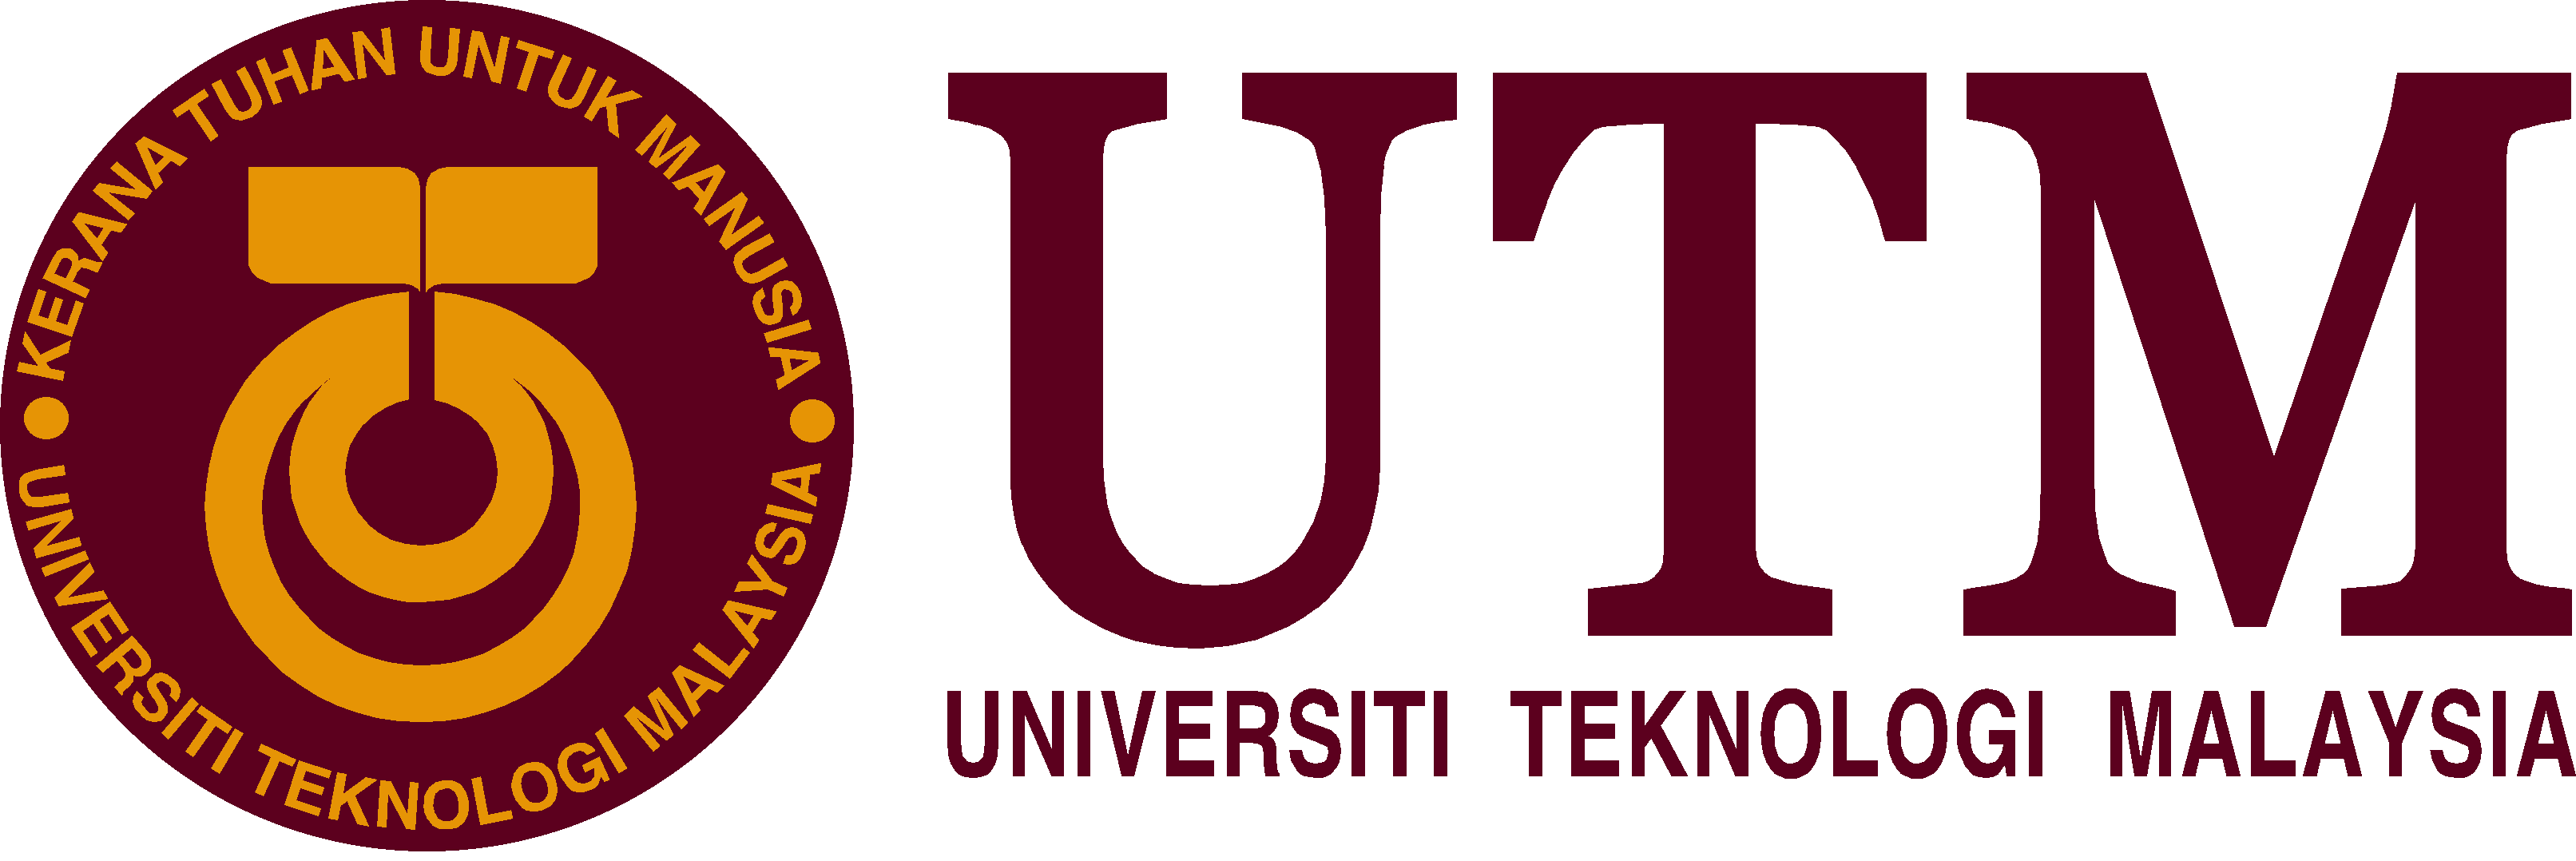 KERANA TUHAN UNTUK MANUSIA
UNIVERSITI TEKNOLOGI MALAYSIA
UTM
UNIVERSITI TEKNOLOGI MALAYSIA